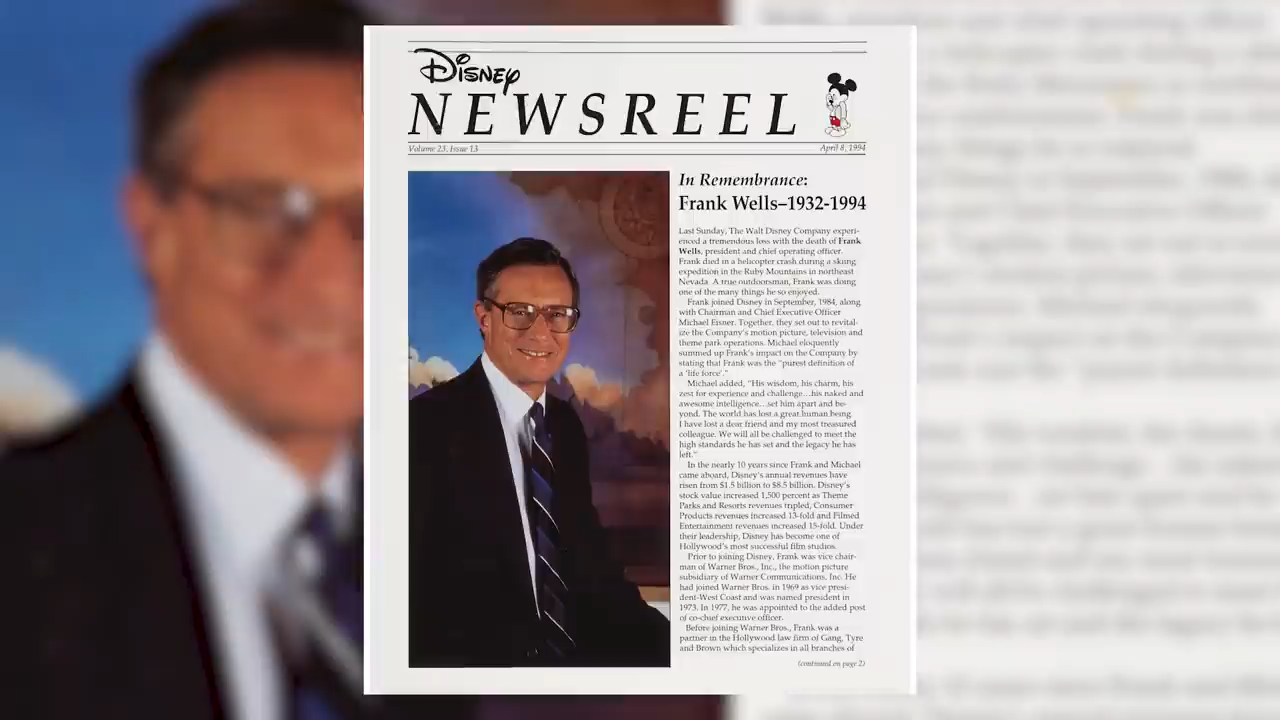 Disney
NEWSREEL
Volume 23, Issue 13
April 8, 1994
In Remembrance:
Frank Wells–1932-1994
Last Sunday, The Walt Disney Company experi-
enced a tremendous loss with the death of Frank
Wells, president and chief operating officer.
Frank died in a helicopter crash during a skiing
expedition in the Ruby Mountains in northeast
Nevada. A true outdoorsman, Frank was doing
one of the many things he so enjoyed.
Frank joined Disney in September, 1984, along
with Chairman and Chief Executive Officer
Michael Eisner. Together, they set out to revital-
ize the Company's motion picture, television and
theme park operations. Michael eloquently
summed up Frank's impact on the Company by
stating that Frank was the "purest definition of
a 'life force'."
Michael added, "His wisdom, his charm, his
zest for experience and challenge...his naked and
awesome intelligence...set him apart and be-
yond. The world has lost a great human being
I have lost a dear friend and my most treasured
colleague. We will all be challenged to meet the
high standards he has set and the legacy he has
left."
In the nearly 10 years since Frank and Michael
came aboard, Disney's annual revenues have
risen from $1.5 billion to $8.5 billion. Disney's
stock value increased 1,500 percent as Theme
Parks and Resorts revenues tripled, Consumer
Products revenues increased 13-fold and Filmed
Entertainment revenues increased 15-fold. Under
their leadership, Disney has become one of
Hollywood's most successful film studios.
Prior to joining Disney, Frank was vice chair-
man of Warner Bros., Inc., the motion picture
subsidiary of Warner Communications, Inc. He
had joined Warner Bros. in 1969 as vice presi-
dent-West Coast and was named president in
1973. In 1977, he was appointed to the added post
of co-chief executive officer.
Before joining Warner Bros., Frank was a
partner in the Hollywood law firm of Gang, Tyre
and Brown which specializes in all branches of
(continued on page 2)